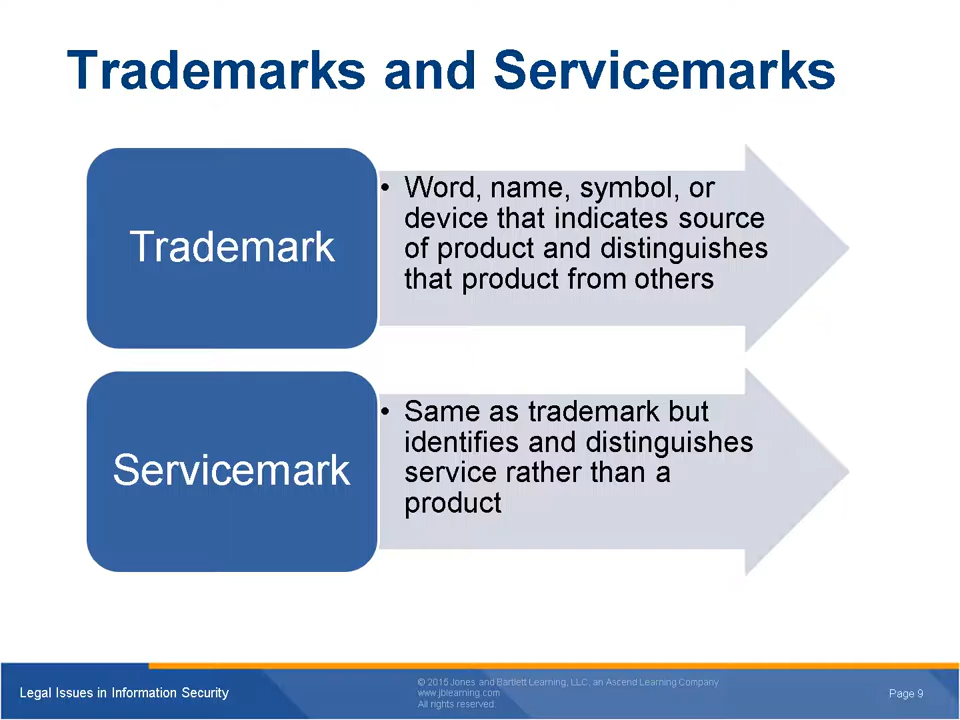 Trademarks and Servicemarks
Trademark
• Word, name, symbol, or
device that indicates source
of product and distinguishes
that product from others
Servicemark
• Same as trademark but
identifies and distinguishes
service rather than a
product
Legal Issues in Information Security
© 2015 Jones and Bartlett Learning, LLC, an Ascend Learning Company
www.jblearning.com
All rights reserved.
Page 9